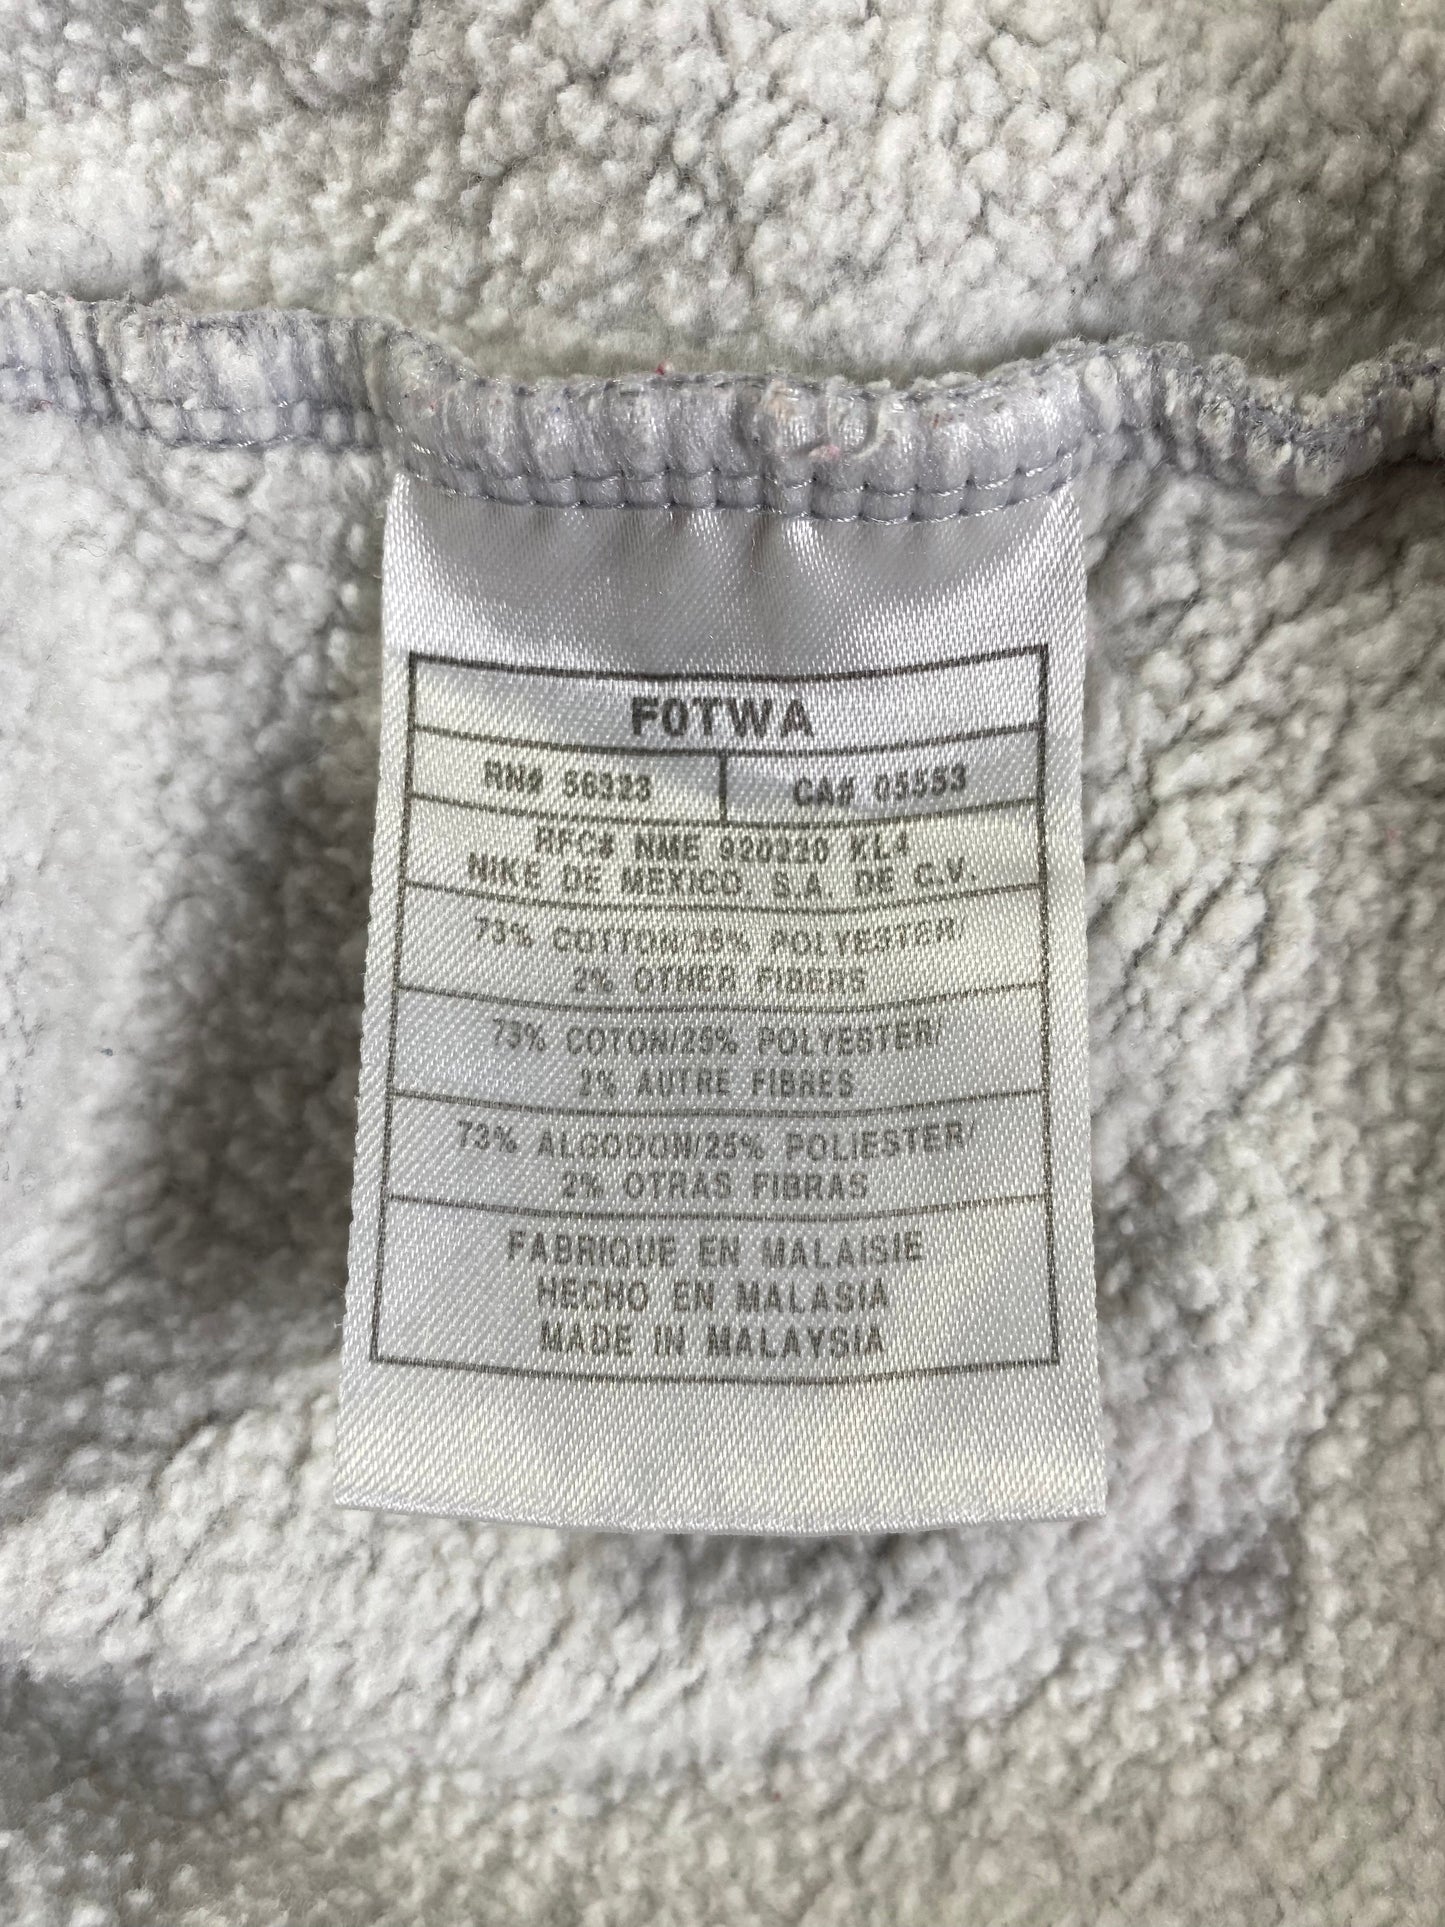 F0TWA
RN# 56323 CA# 05553
RFC# NME 920220 KL4
NIKE DE MEXICO, S.A. DE C.V.
73% COTTON/25% POLYESTER/
2% OTHER FIBERS
73% COTON/25% POLYESTER/
2% AUTRE FIBRES
73% ALGODON/25% POLIESTER/
2% OTRAS FIBRAS
FABRIQUE EN MALAISIE
HECHO EN MALASIA
MADE IN MALAYSIA